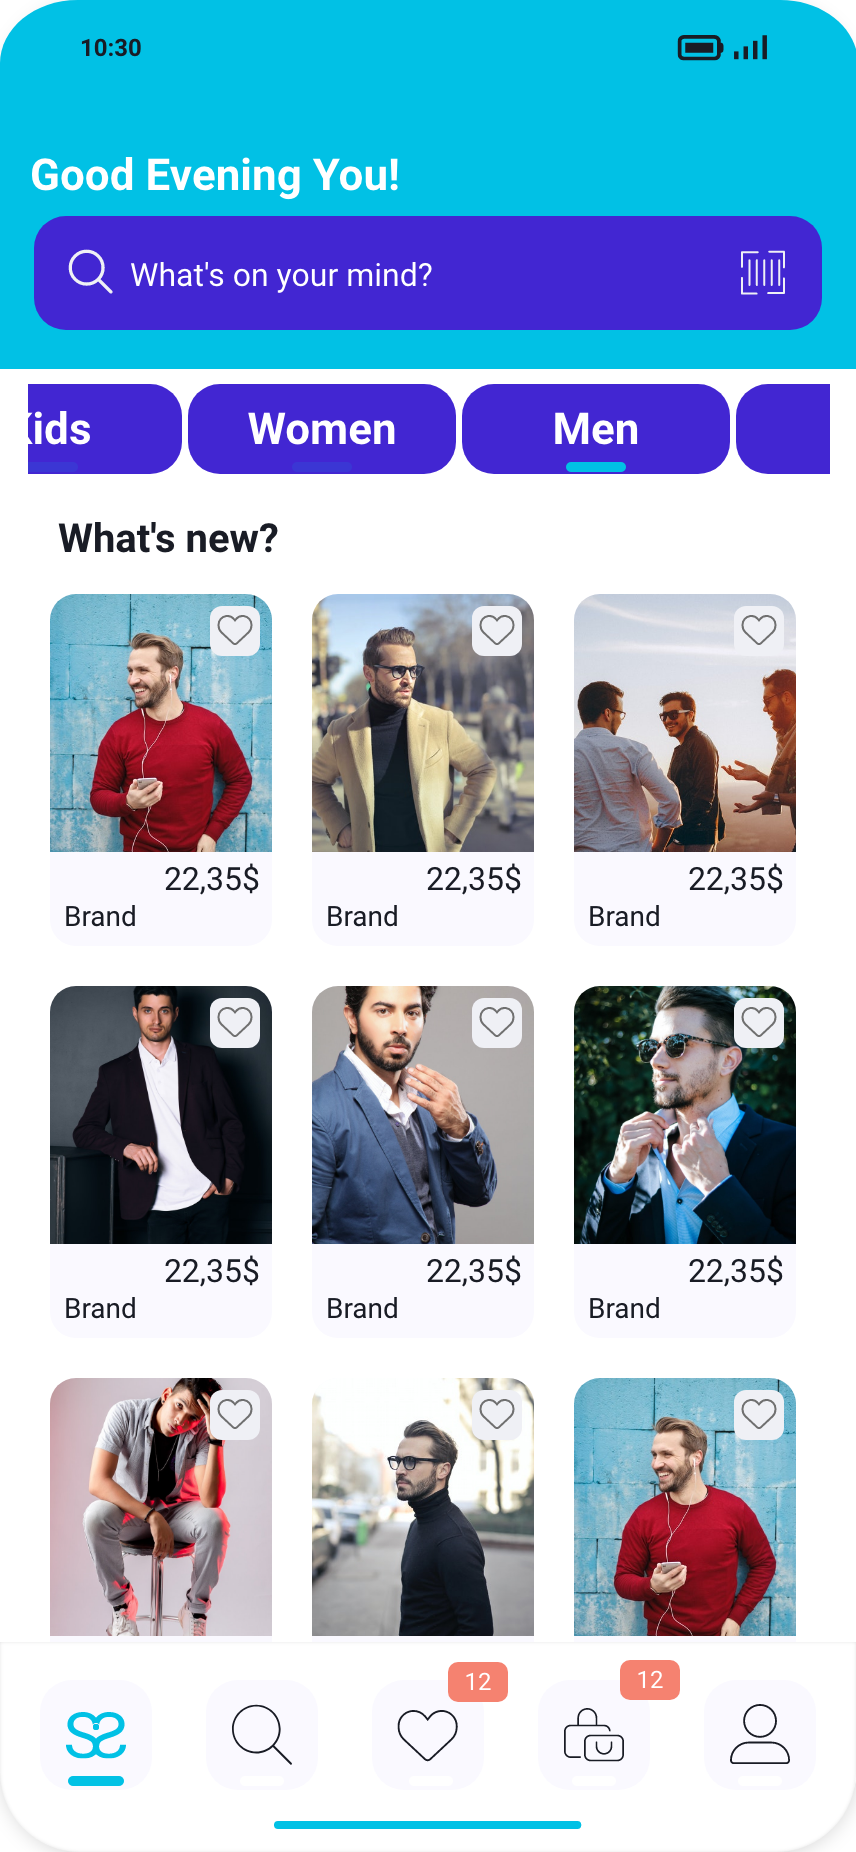 10:30
Good Evening You!
What's on your mind?
Kids Women Men
What's new?
22,35$ 22,35$ 22,35$
Brand Brand Brand
22,35$ 22,35$ 22,35$
Brand Brand Brand
12 12